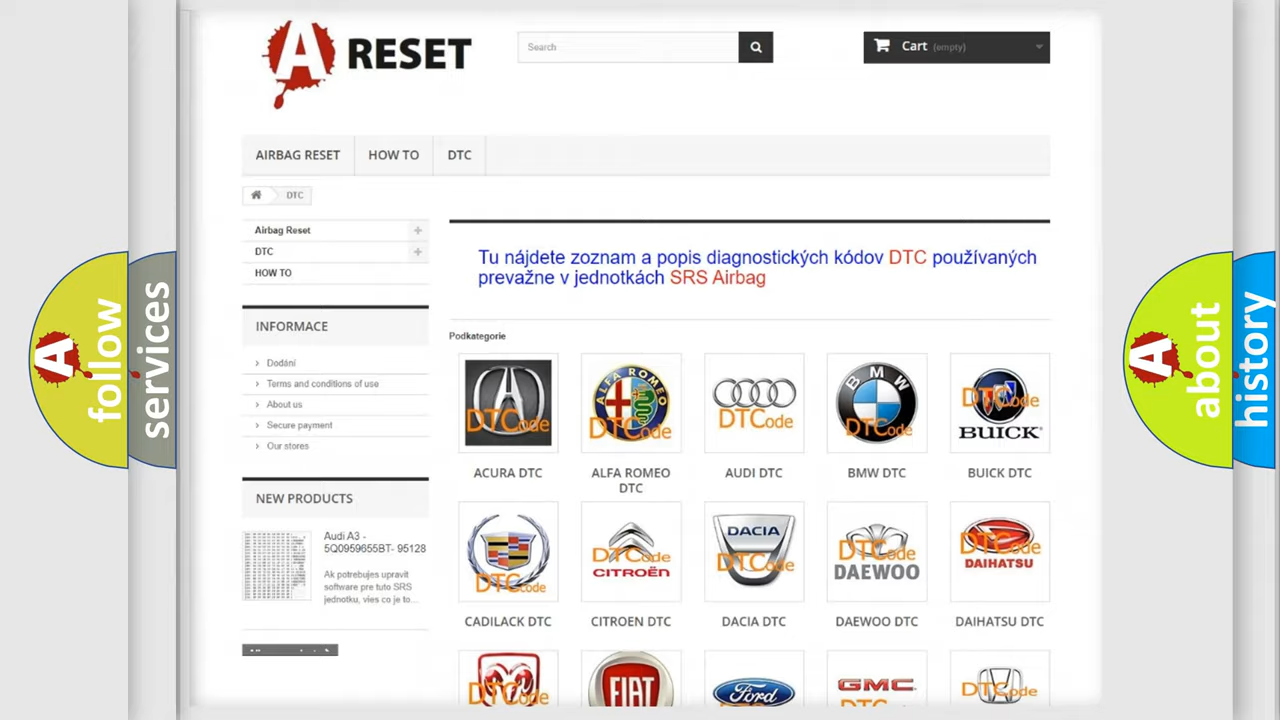 A RESET
Search
Cart (empty)
AIRBAG RESET
HOW TO
DTC
DTC
Airbag Reset
DTC
HOW TO
Tu nájdete zoznam a popis diagnostických kódov DTC používaných
prevažne v jednotkách SRS Airbag
INFORMACE
Dodání
Terms and conditions of use
About us
Secure payment
Our stores
NEW PRODUCTS
Audi A3 -
5Q0959655BT- 95128
Ak potrebujes upravit
software pre tuto SRS
jednotku, vies co je to...
Podkategorie
DTCode
ALFA ROMEO
DTCode
DTCode
BMW
DTCode
DTCode
BUICK
ACURA DTC
ALFA ROMEO
DTC
AUDI DTC
BMW DTC
BUICK DTC
DTCode
DTCode
CITROËN
DACIA
DTCode
DTCode
DAEWOO
DTCode
DAIHATSU
CADILACK DTC
CITROEN DTC
DACIA DTC
DAEWOO DTC
DAIHATSU DTC
DTCode
FIAT
Ford
GMC
DTCode
A follow
services
A about
history